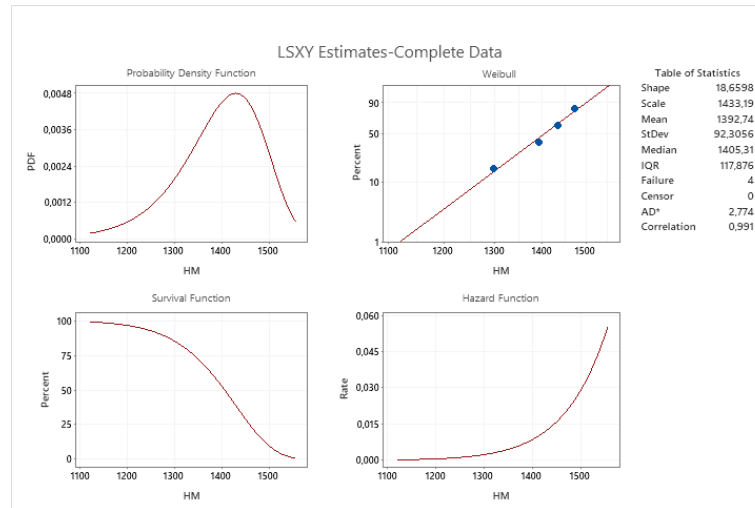 LSXY Estimates-Complete Data
Probability Density Function
PDF
0,0048
0,0036
0,0024
0,0012
0,0000
1100 1200 1300 1400 1500
HM
Weibull
Percent
90
50
10
1
1100 1200 1300 1400 1500
HM
Table of Statistics
Shape 18,6598
Scale 1433,19
Mean 1392,74
StDev 92,3056
Median 1405,31
IQR 117,876
Failure 4
Censor 0
AD* 2,774
Correlation 0,991
Survival Function
Percent
100
75
50
25
0
1100 1200 1300 1400 1500
HM
Hazard Function
Rate
0,060
0,045
0,030
0,015
0,000
1100 1200 1300 1400 1500
HM